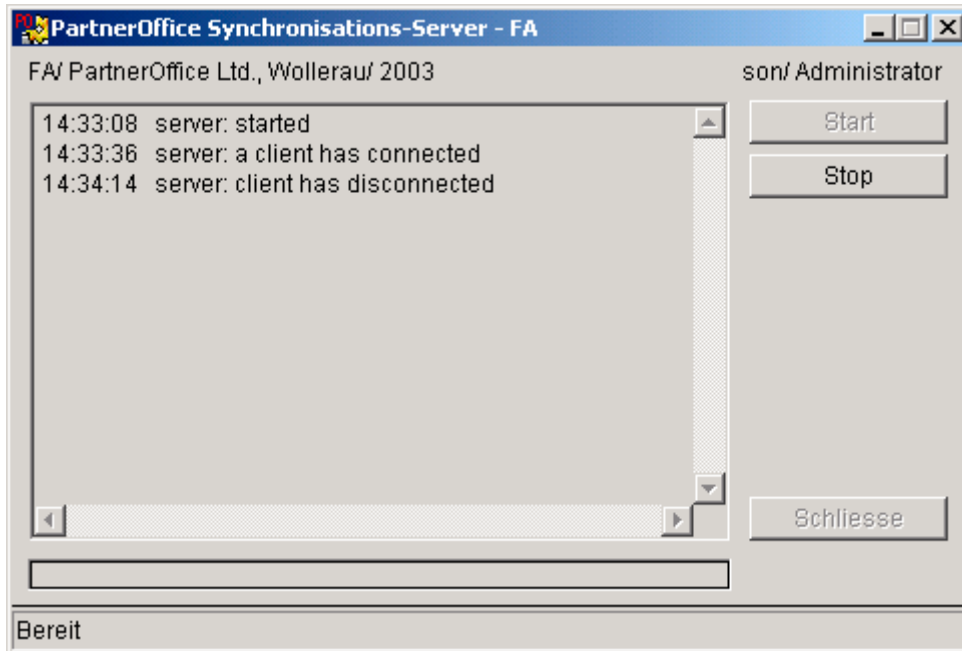 PartnerOffice Synchronisations-Server - FA
FA/ PartnerOffice Ltd., Wollerau/ 2003 son/ Administrator
14:33:08 server: started
14:33:36 server: a client has connected
14:34:14 server: client has disconnected
Start
Stop
Schliesse
Bereit